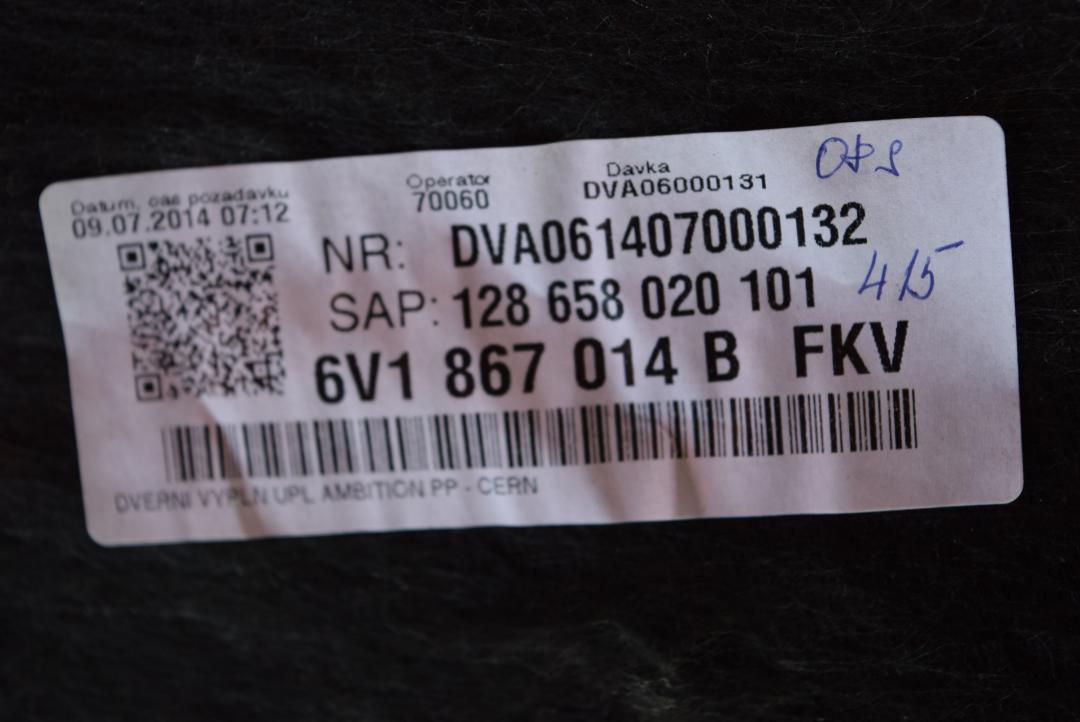 Datum, cas pozadavku
09.07.2014 07:12
Operator
70060
Davka
DVA06000131
NR: DVA061407000132
SAP: 128 658 020 101
415
6V1 867 014 B FKV
DVERNI VYPLN UPL AMBITION PP - CERN